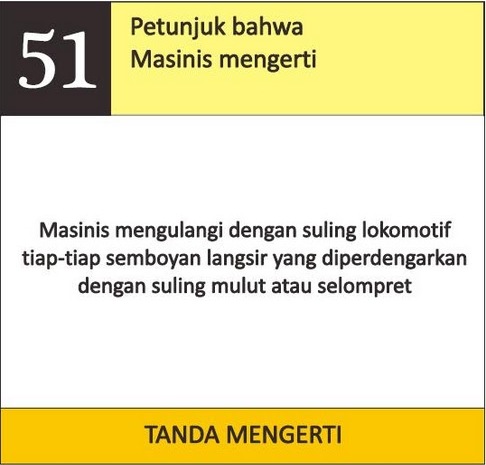 51
Petunjuk bahwa
Masinis mengerti
Masinis mengulangi dengan suling lokomotif
tiap-tiap semboyan langsir yang diperdengarkan
dengan suling mulut atau selompret
TANDA MENGERTI